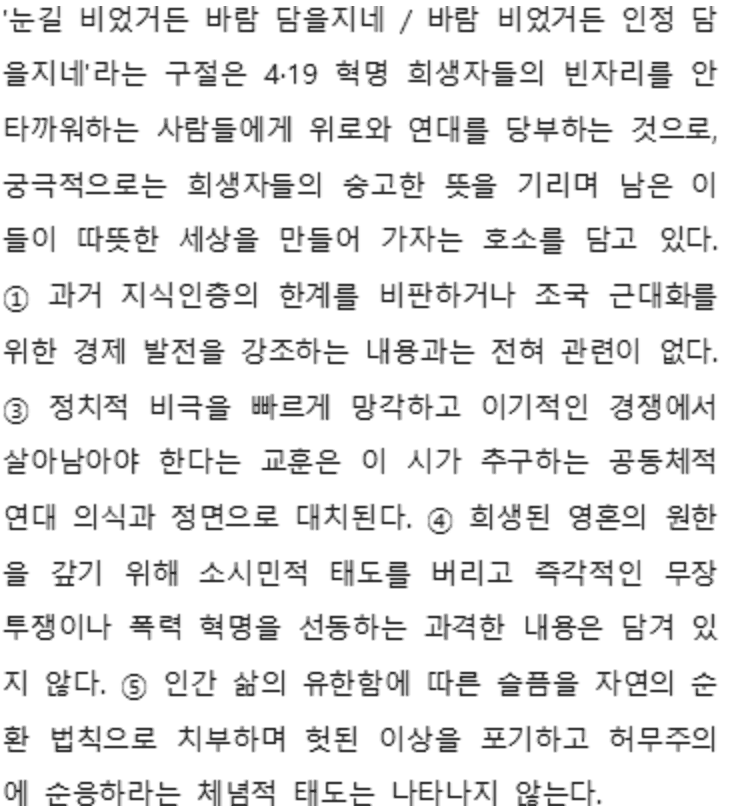 '눈길 비었거든 바람 담을지네 / 바람 비었거든 인정 담
을지네'라는 구절은 4·19 혁명 희생자들의 빈자리를 안
타까워하는 사람들에게 위로와 연대를 당부하는 것으로,
궁극적으로는 희생자들의 숭고한 뜻을 기리며 남은 이
들이 따뜻한 세상을 만들어 가자는 호소를 담고 있다.
① 과거 지식인층의 한계를 비판하거나 조국 근대화를
위한 경제 발전을 강조하는 내용과는 전혀 관련이 없다.
③ 정치적 비극을 빠르게 망각하고 이기적인 경쟁에서
살아남아야 한다는 교훈은 이 시가 추구하는 공동체적
연대 의식과 정면으로 대치된다. ④ 희생된 영혼의 원한
을 갚기 위해 소시민적 태도를 버리고 즉각적인 무장
투쟁이나 폭력 혁명을 선동하는 과격한 내용은 담겨 있
지 않다. ⑤ 인간 삶의 유한함에 따른 슬픔을 자연의 순
환 법칙으로 치부하며 헛된 이상을 포기하고 허무주의
에 순응하라는 체념적 태도는 나타나지 않는다.